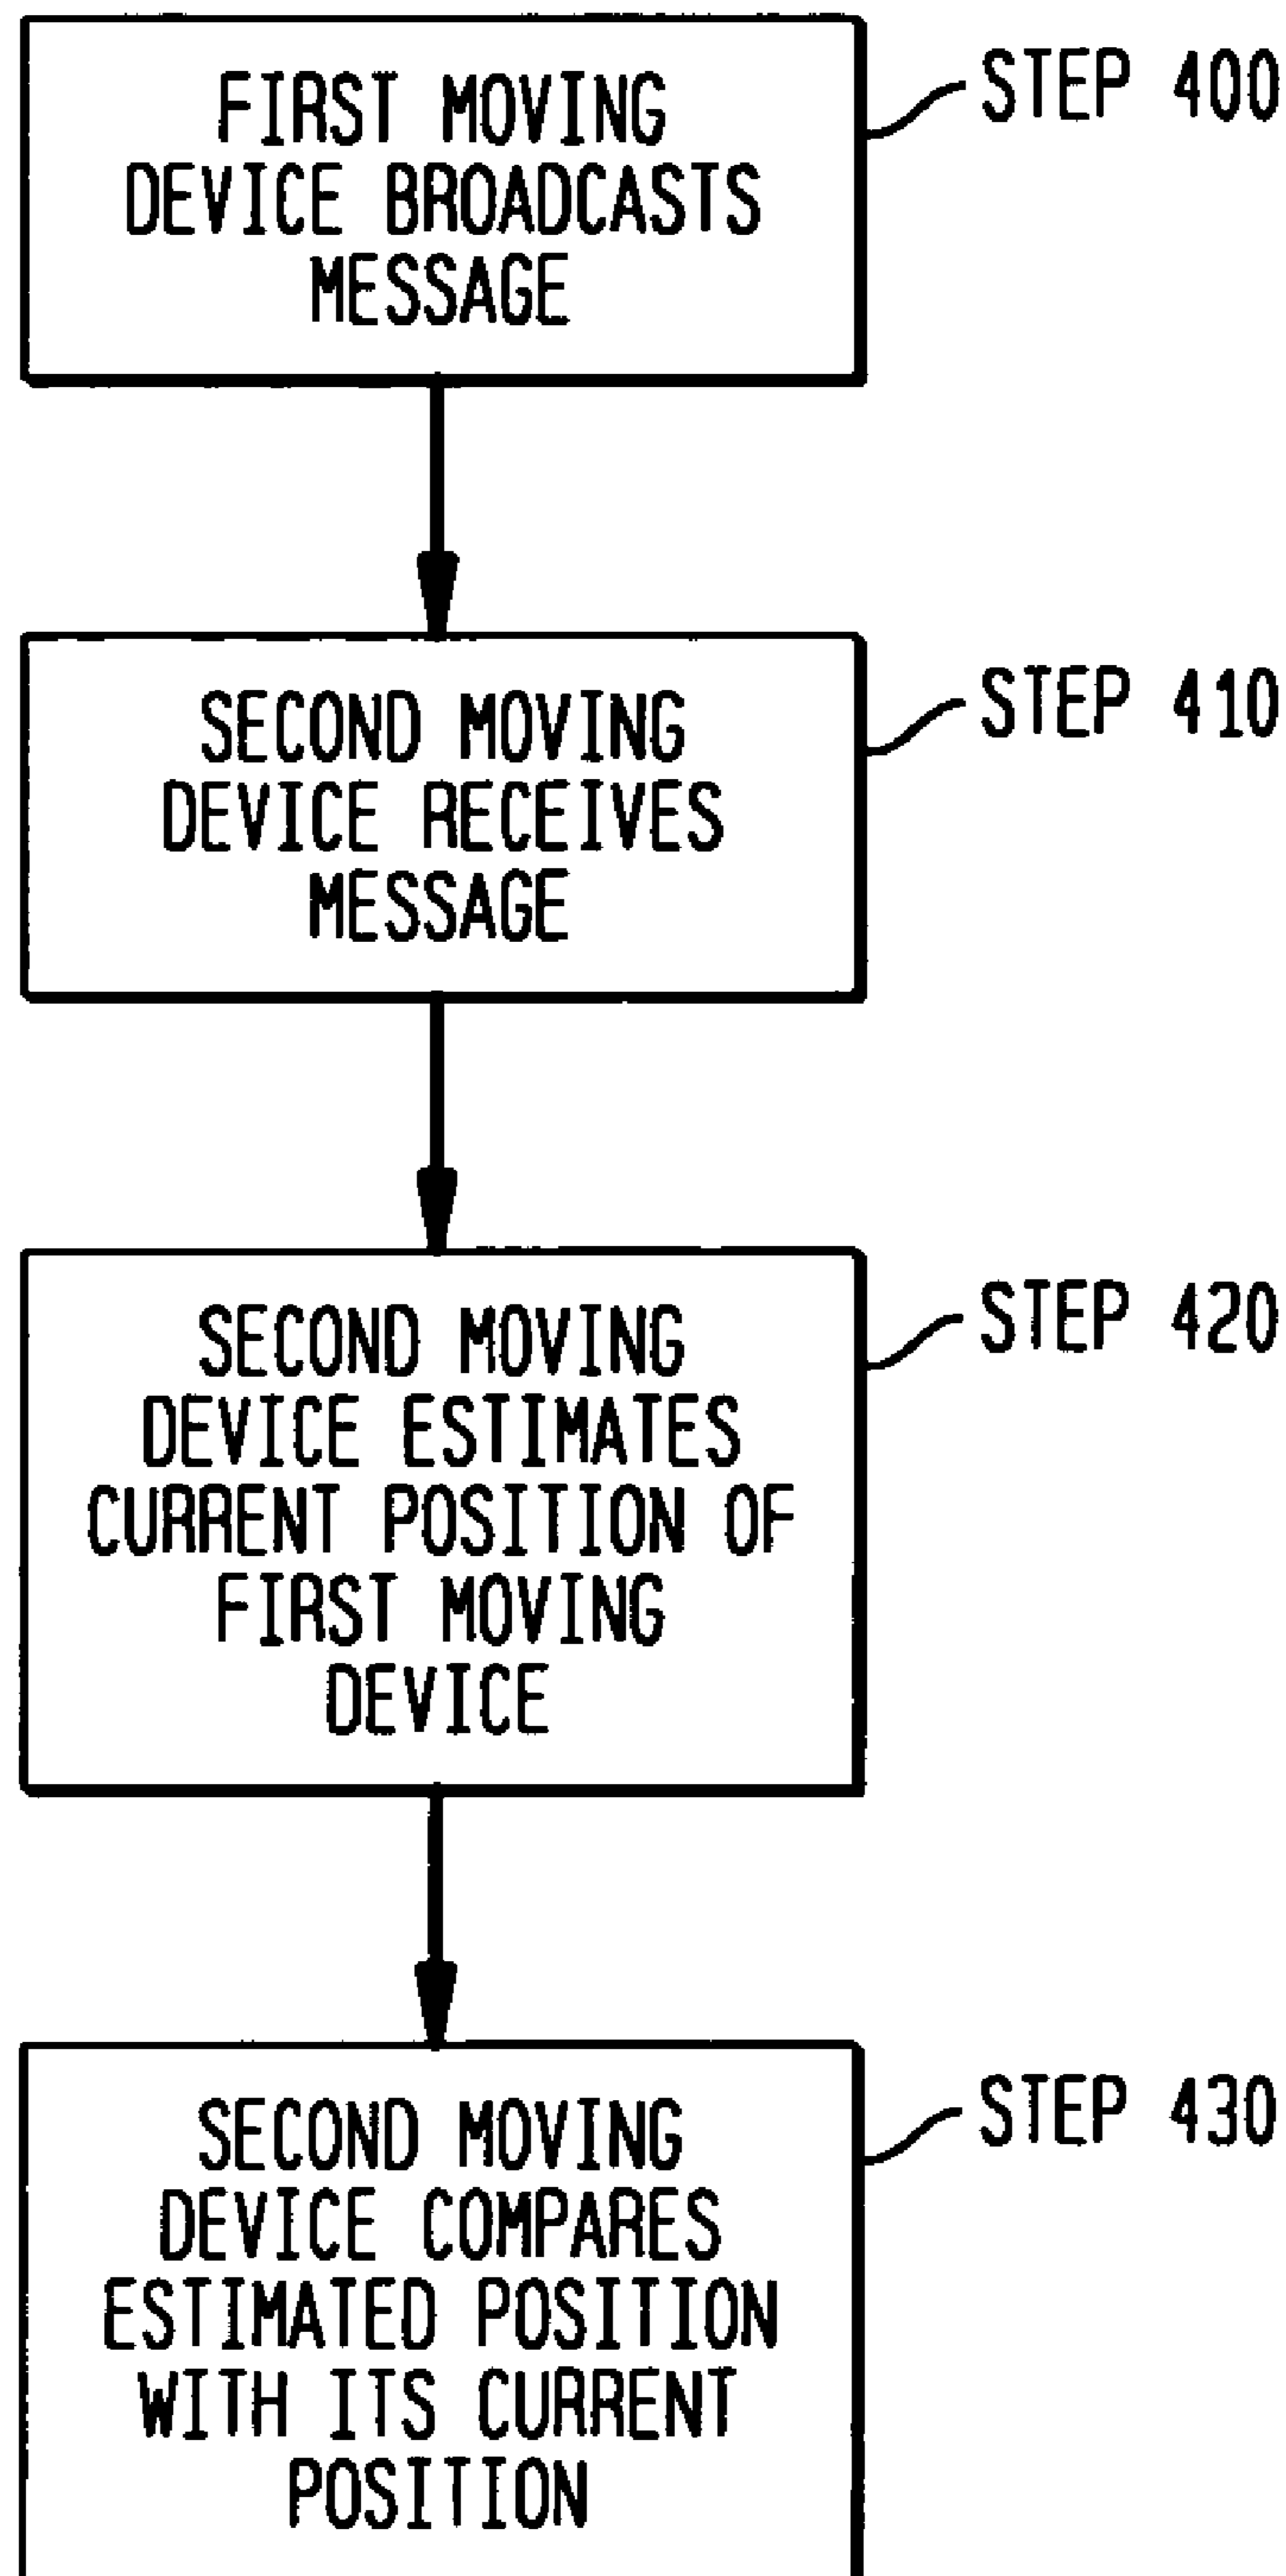 FIRST MOVING
DEVICE BROADCASTS
MESSAGE
STEP 400
SECOND MOVING
DEVICE RECEIVES
MESSAGE
STEP 410
SECOND MOVING
DEVICE ESTIMATES
CURRENT POSITION OF
FIRST MOVING
DEVICE
STEP 420
SECOND MOVING
DEVICE COMPARES
ESTIMATED POSITION
WITH ITS CURRENT
POSITION
STEP 430